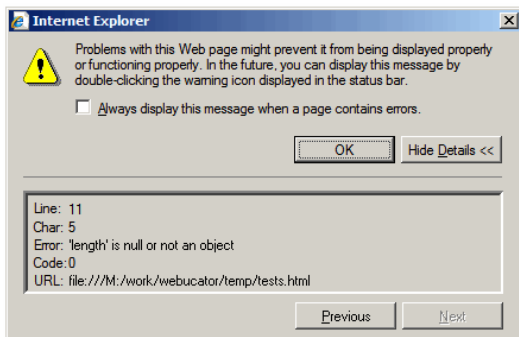 Internet Explorer
Problems with this Web page might prevent it from being displayed properly
or functioning properly. In the future, you can display this message by
double-clicking the warning icon displayed in the status bar.
Always display this message when a page contains errors.
OK
Hide Details <<
Line: 11
Char: 5
Error: 'length' is null or not an object
Code:0
URL: file:///M:/work/webucator/temp/tests.html
Previous
Next